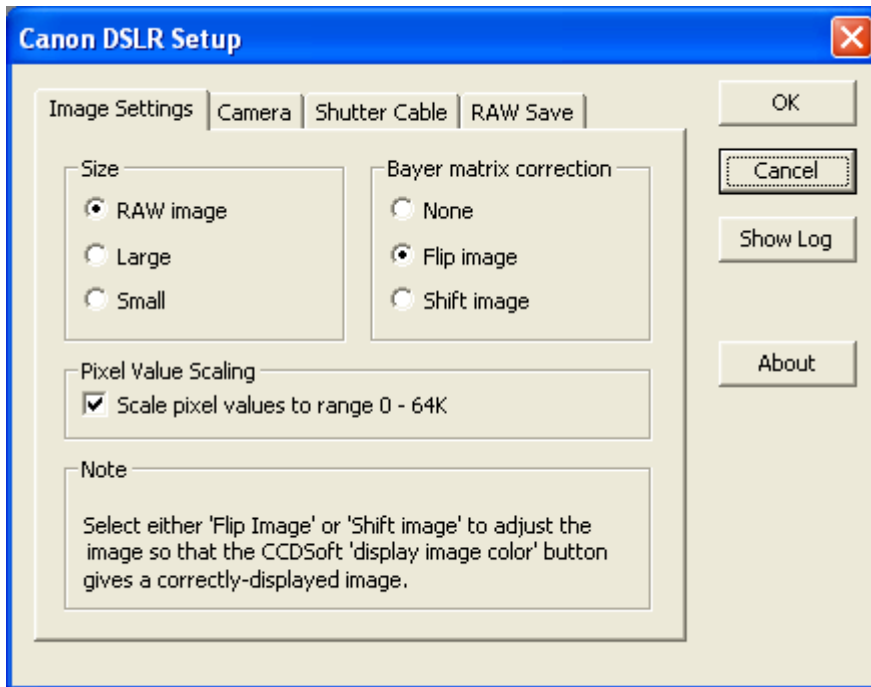 Canon DSLR Setup
Image Settings
Camera
Shutter Cable
RAW Save
Size
RAW image
Large
Small
Bayer matrix correction
None
Flip image
Shift image
Pixel Value Scaling
Scale pixel values to range 0 - 64K
Note
Select either 'Flip Image' or 'Shift image' to adjust the
image so that the CCDSoft 'display image color' button
gives a correctly-displayed image.
OK
Cancel
Show Log
About